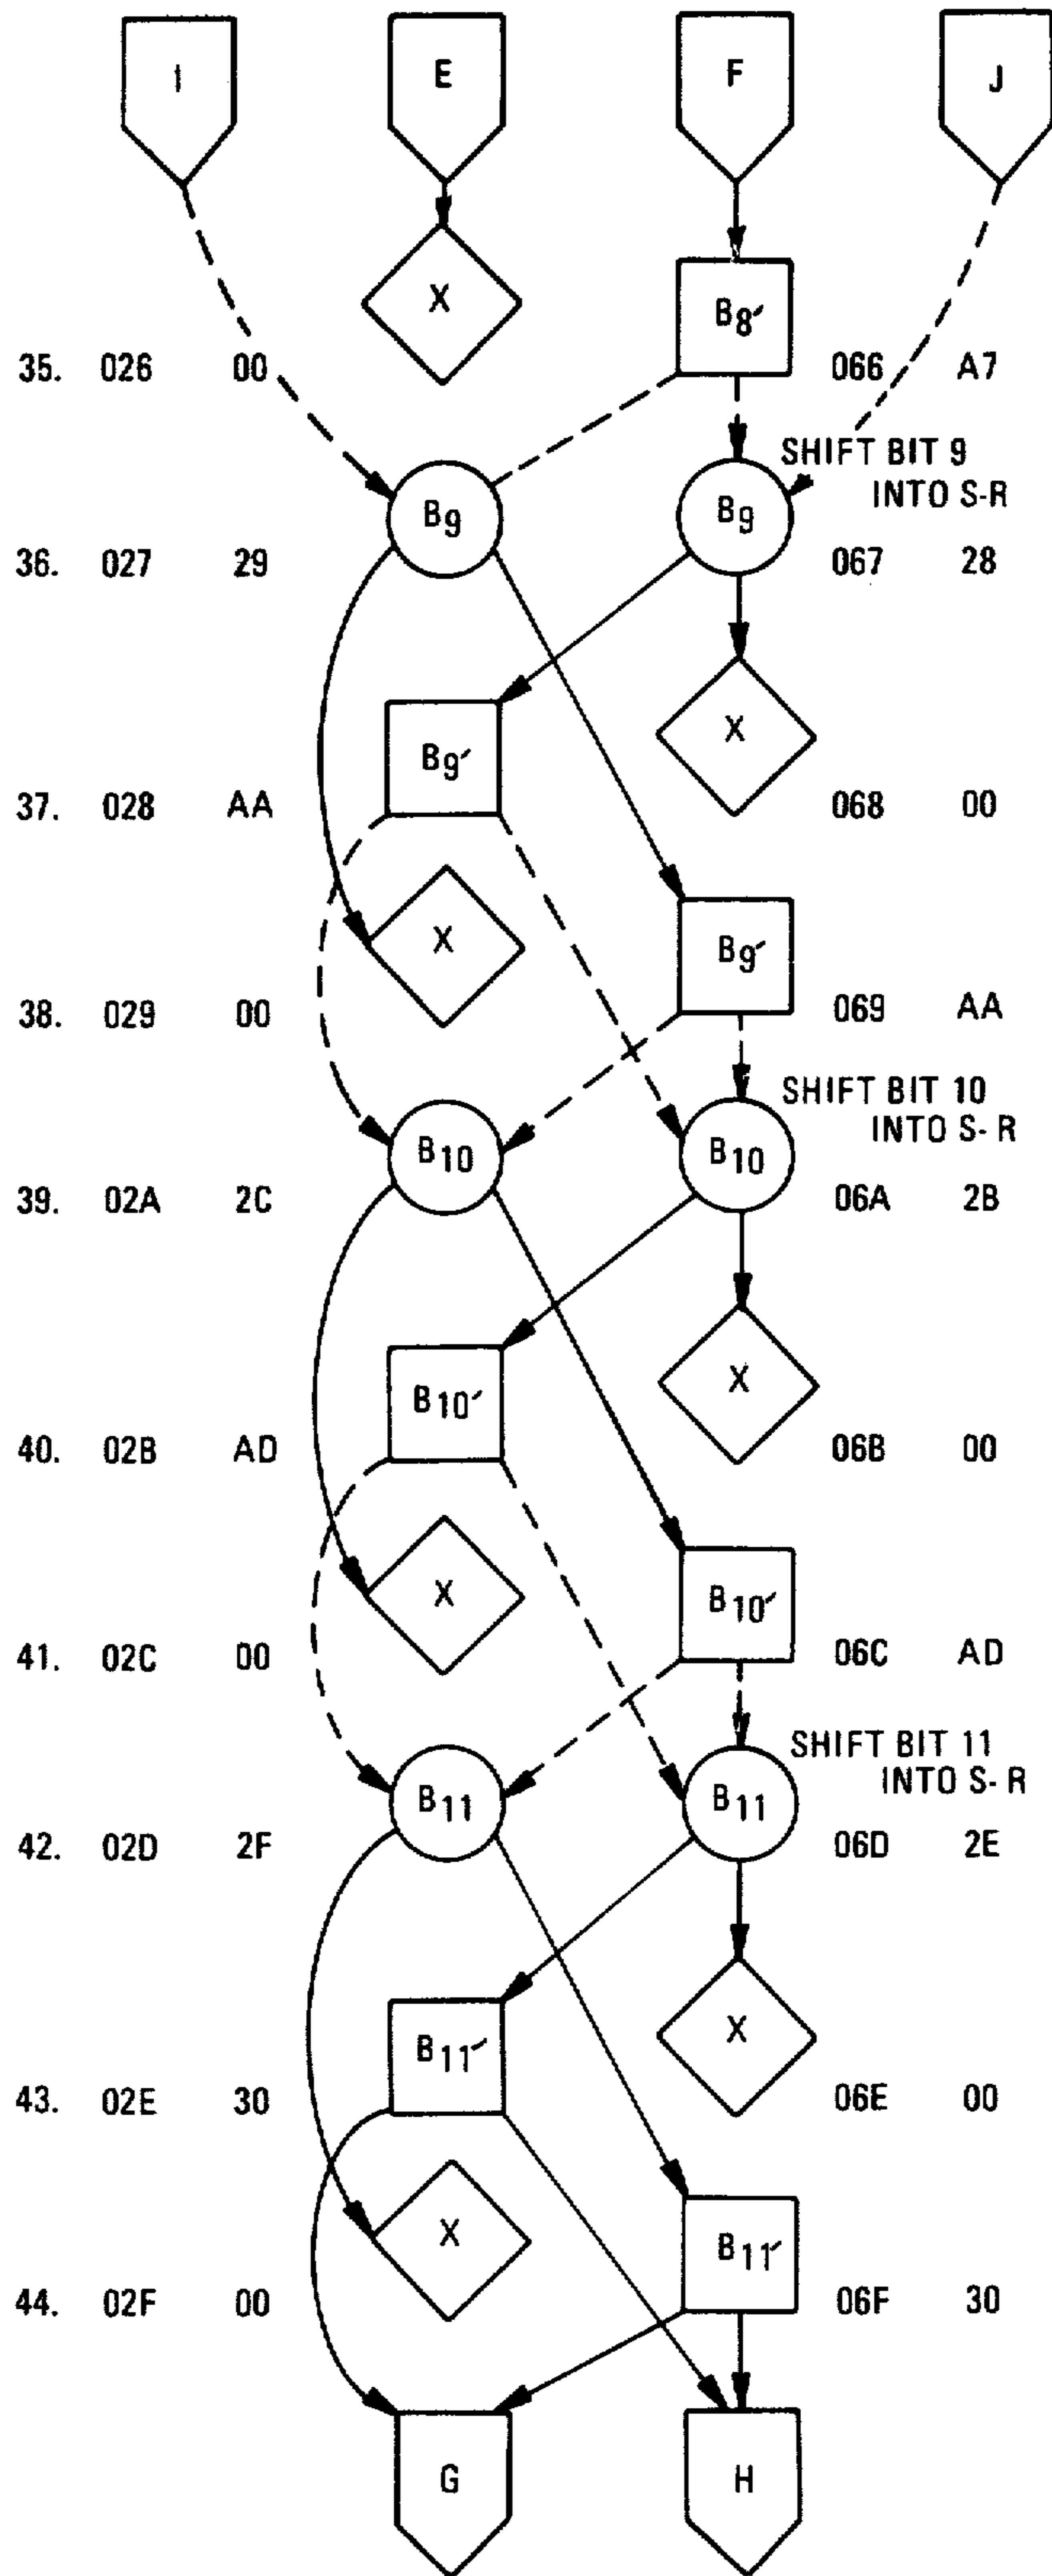 I E F J
X
B8′
35. 026 00 066 A7
SHIFT BIT 9
INTO S-R
B9 B9
36. 027 29 067 28
X
B9′
37. 028 AA 068 00
X
B9′
38. 029 00 069 AA
SHIFT BIT 10
INTO S-R
B10 B10
39. 02A 2C 06A 2B
X
B10′
40. 02B AD 06B 00
X
B10′
41. 02C 00 06C AD
SHIFT BIT 11
INTO S-R
B11 B11
42. 02D 2F 06D 2E
X
B11′
43. 02E 30 06E 00
X
B11′
44. 02F 00 06F 30
G H